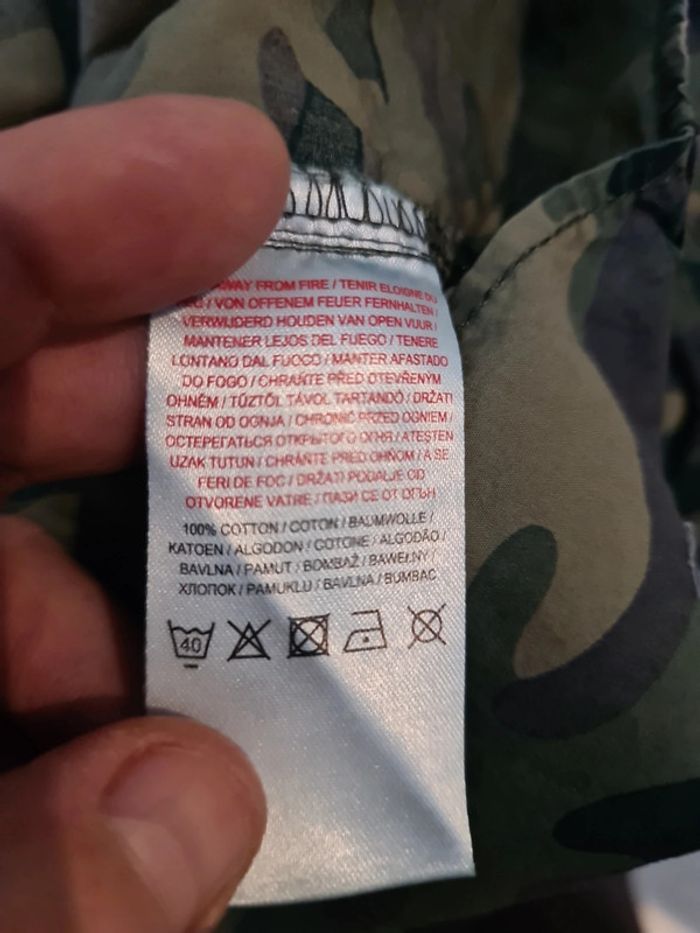 AWAY FROM FIRE / TENIR ELOIGNE DU
/ VON OFFENEM FEUER FERNHALTEN /
VERWIJDERD HOUDEN VAN OPEN VUUR /
MANTENER LEJOS DEL FUEGO / TENERE
LONTANO DAL FUOCO / MANTER AFASTADO
DO FOGO / CHRAŇTE PŘED OTEVŘENÝM
OHNĚM / TŰZTŐL TÁVOL TARTANDÓ / DRŽATI
STRAN OD OGNJA / CHRONIĆ PRZED OGNIEM /
ОСТЕРЕГАТЬСЯ ОТКРЫТОГО ОГНЯ / ATEŞTEN
UZAK TUTUN / CHRÁNTE PRED OHŇOM / A SE
FERI DE FOC / DRŽATI PODALJE OD
OTVORENE VATRE / ПАЗИ СЕ ОТ ОГЪН
100% COTTON / COTON / BAUMWOLLE /
KATOEN / ALGODON / COTONE / ALGODÃO /
BAVLNA / PAMUT / BOMBAŽ / BAWEŁNY /
ХЛОПОК / PAMUKLU / BAVLNA / BUMBAC
40